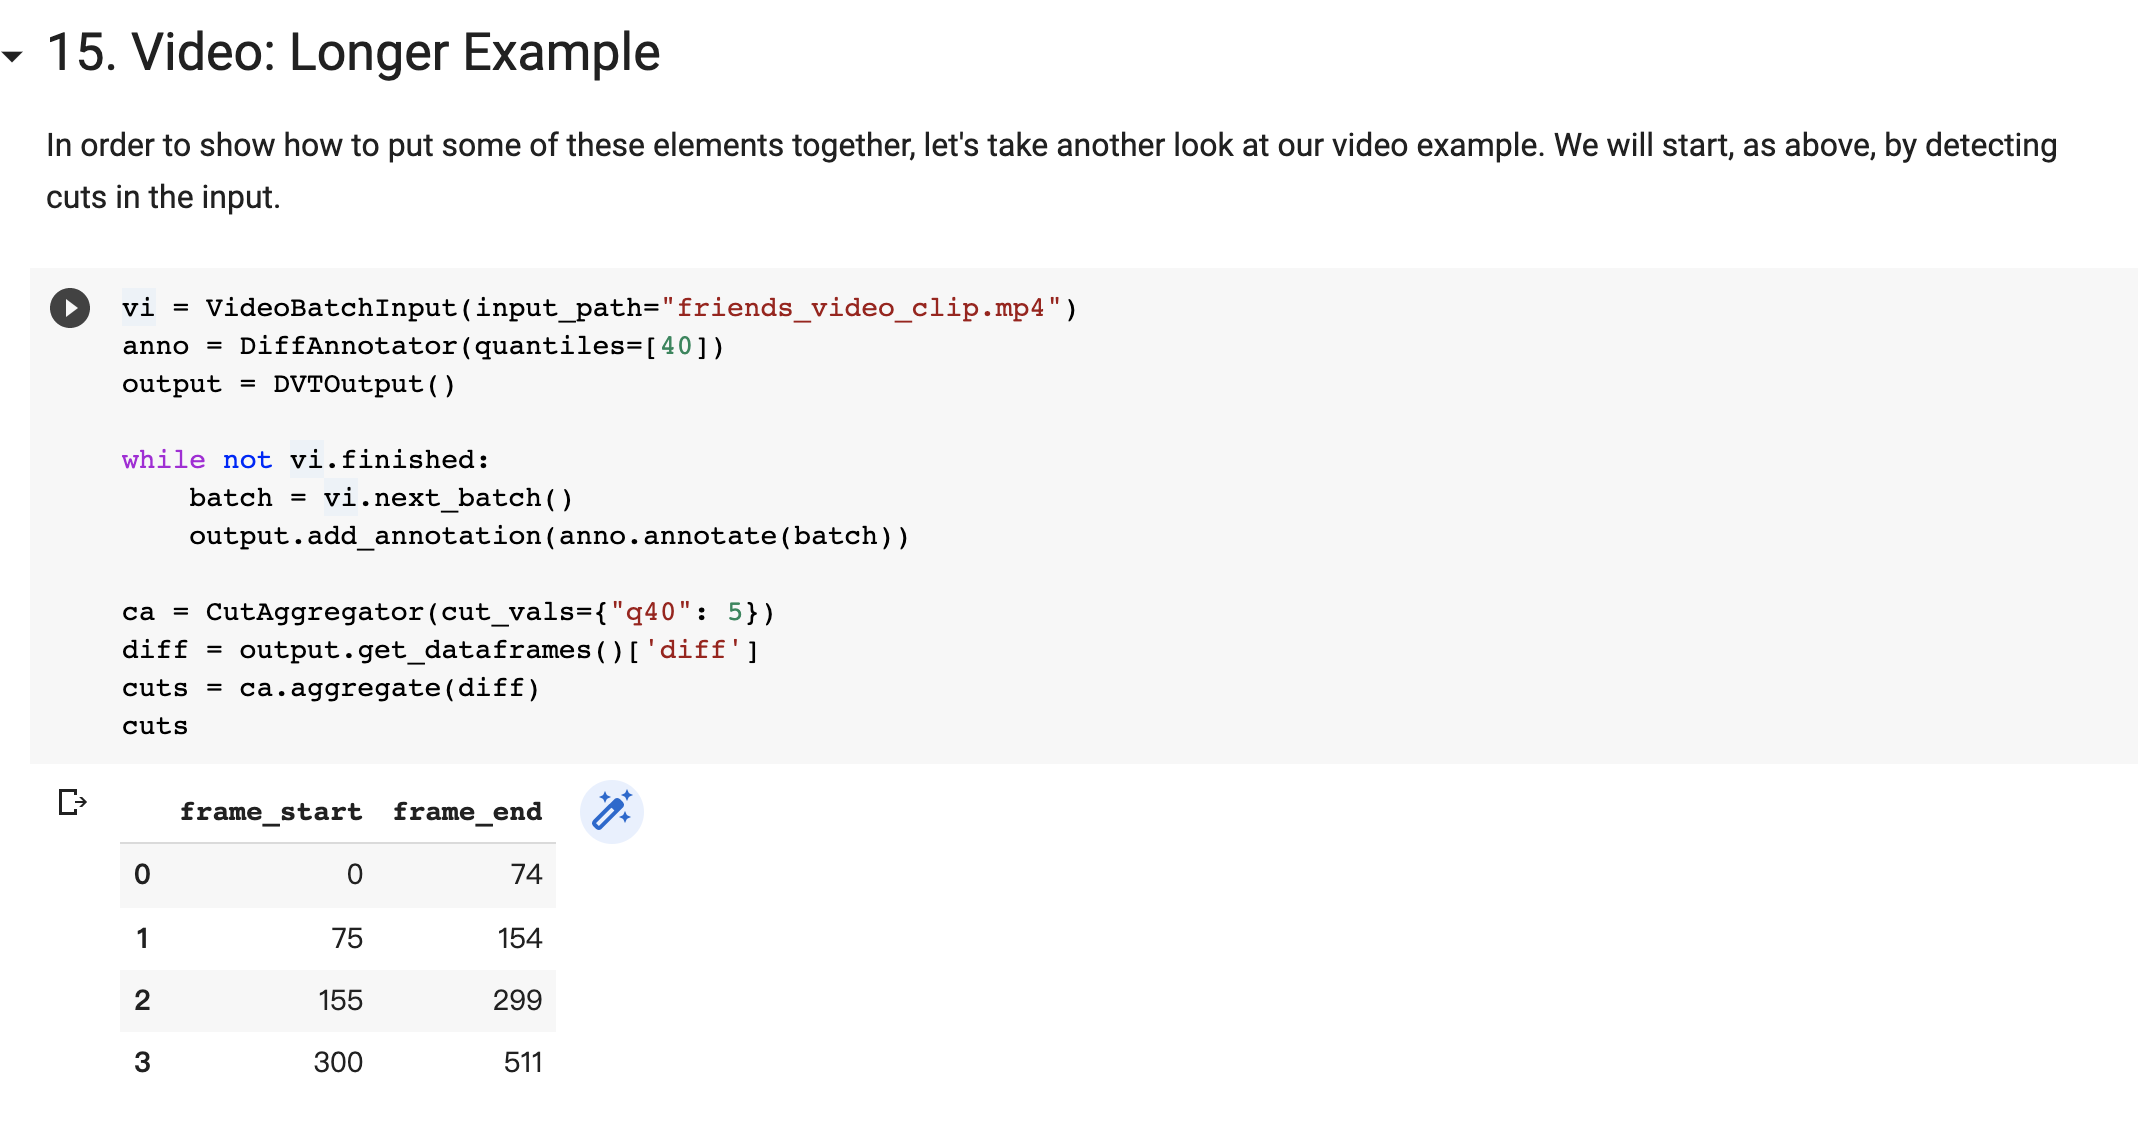 15. Video: Longer Example
In order to show how to put some of these elements together, let's take another look at our video example. We will start, as above, by detecting
cuts in the input.
vi = VideoBatchInput(input_path="friends_video_clip.mp4")
anno = DiffAnnotator(quantiles=[40])
output = DVTOutput()
while not vi.finished:
    batch = vi.next_batch()
    output.add_annotation(anno.annotate(batch))
ca = CutAggregator(cut_vals={"q40": 5})
diff = output.get_dataframes()['diff']
cuts = ca.aggregate(diff)
cuts
frame_start frame_end
0 0 74
1 75 154
2 155 299
3 300 511